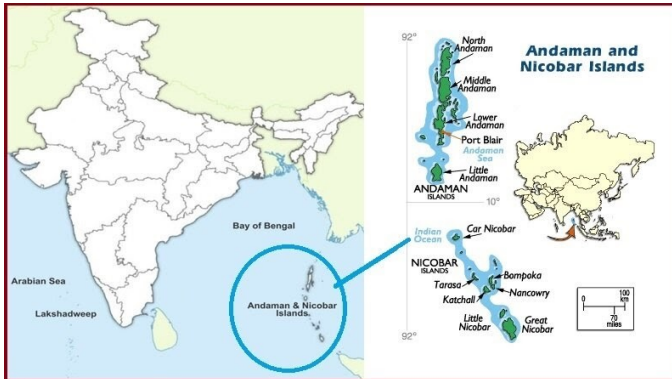 Bay of Bengal
Arabian Sea
Andaman & Nicobar
Islands
Lakshadweep
Andaman and
Nicobar Islands
92°
North
Andaman
Middle
Andaman
Lower
Andaman
Port Blair
Andaman
Sea
Little
Andaman
ANDAMAN
ISLANDS
10°
Indian
Ocean
Car Nicobar
NICOBAR
ISLANDS
Tarasa
Bompoka
Katchall
Nancowry
Little
Nicobar
Great
Nicobar
92°
0
100
km
70
miles